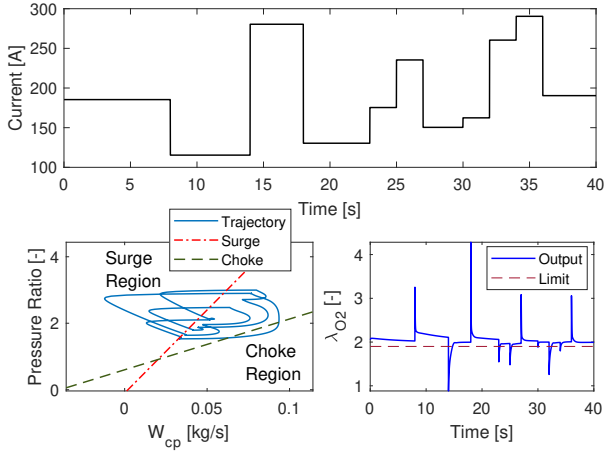 300
250
200
150
100
Current [A]
0 5 10 15 20 25 30 35 40
Time [s]
Trajectory
Surge
Choke
Surge
Region
Choke
Region
4
2
0
Pressure Ratio [-]
0 0.05 0.1
W_cp [kg/s]
Output
Limit
4
3
2
1
λ_O2 [-]
0 10 20 30 40
Time [s]